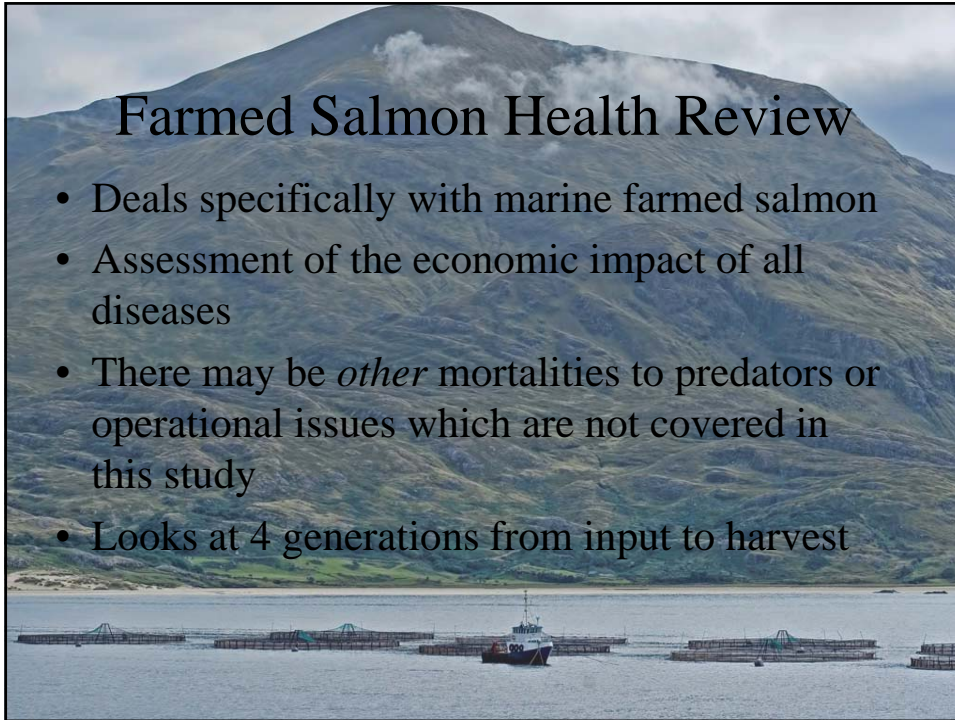 Farmed Salmon Health Review
• Deals specifically with marine farmed salmon
• Assessment of the economic impact of all
diseases
• There may be other mortalities to predators or
operational issues which are not covered in
this study
• Looks at 4 generations from input to harvest